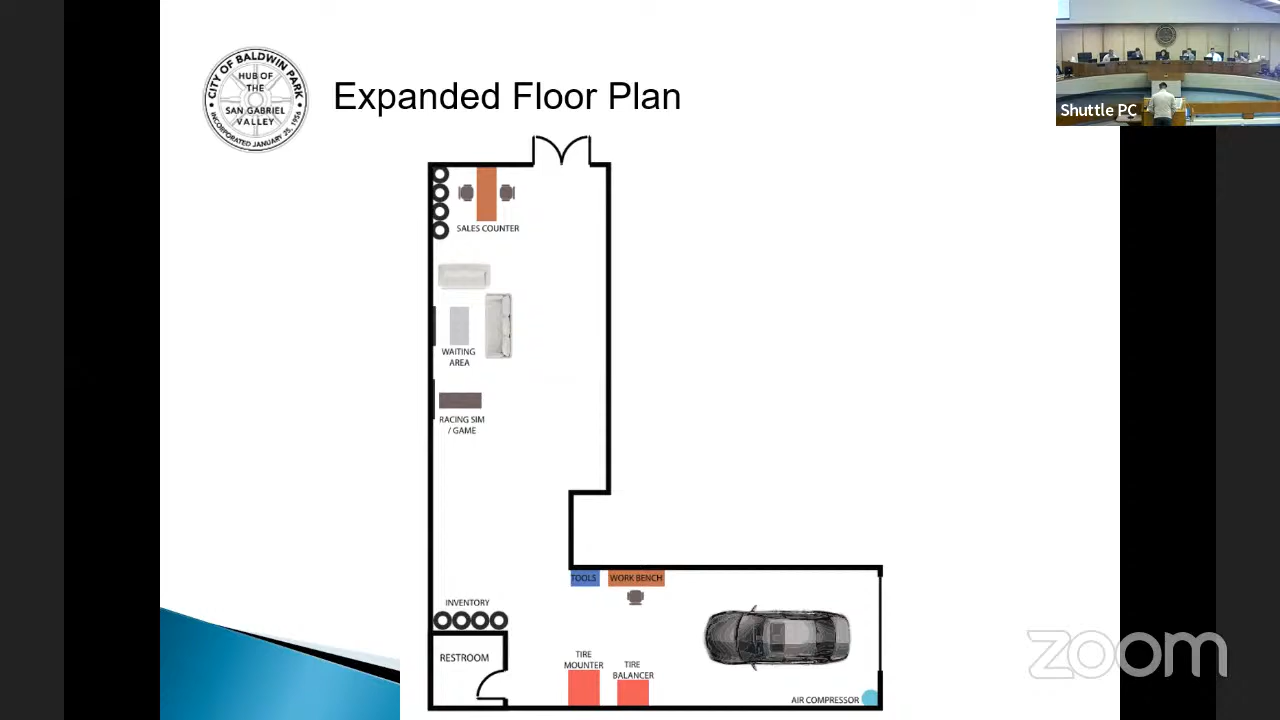 CITY OF BALDWIN PARK
HUB OF
THE
SAN GABRIEL
VALLEY
INCORPORATED JANUARY 25, 1956
Expanded Floor Plan
Shuttle PC
SALES COUNTER
WAITING
AREA
RACING SIM
/ GAME
TOOLS
WORK BENCH
INVENTORY
RESTROOM
TIRE
MOUNTER
TIRE
BALANCER
AIR COMPRESSOR
zoom